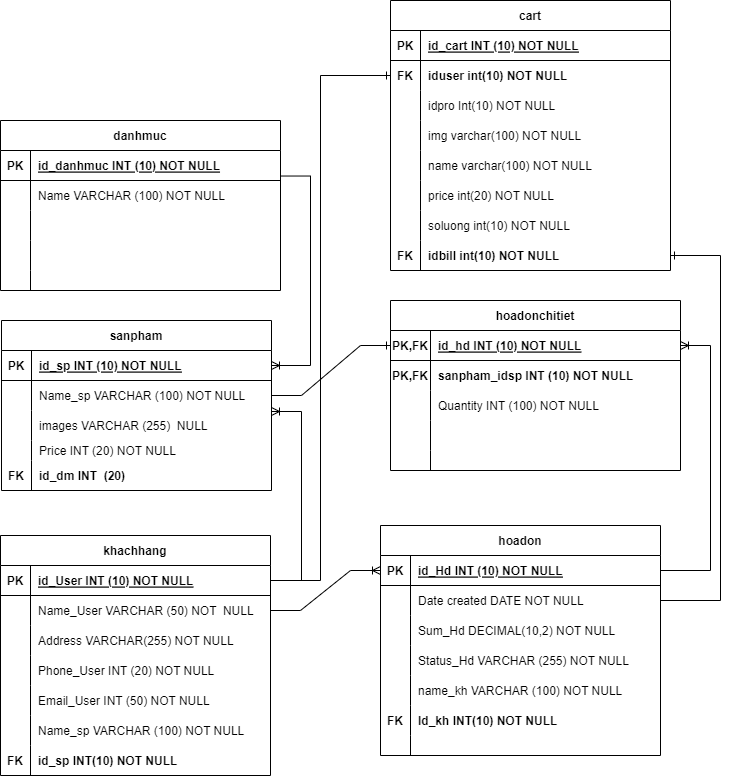 cart
PK id_cart INT (10) NOT NULL
FK iduser int(10) NOT NULL
idpro Int(10) NOT NULL
img varchar(100) NOT NULL
name varchar(100) NOT NULL
price int(20) NOT NULL
soluong int(10) NOT NULL
FK idbill int(10) NOT NULL
danhmuc
PK id_danhmuc INT (10) NOT NULL
Name VARCHAR (100) NOT NULL
sanpham
PK id_sp INT (10) NOT NULL
Name_sp VARCHAR (100) NOT NULL
images VARCHAR (255) NULL
Price INT (20) NOT NULL
FK id_dm INT (20)
hoadonchitiet
PK,FK id_hd INT (10) NOT NULL
PK,FK sanpham_idsp INT (10) NOT NULL
Quantity INT (100) NOT NULL
khachhang
PK id_User INT (10) NOT NULL
Name_User VARCHAR (50) NOT NULL
Address VARCHAR(255) NOT NULL
Phone_User INT (20) NOT NULL
Email_User INT (50) NOT NULL
Name_sp VARCHAR (100) NOT NULL
FK id_sp INT(10) NOT NULL
hoadon
PK id_Hd INT (10) NOT NULL
Date created DATE NOT NULL
Sum_Hd DECIMAL(10,2) NOT NULL
Status_Hd VARCHAR (255) NOT NULL
name_kh VARCHAR (100) NOT NULL
FK Id_kh INT(10) NOT NULL